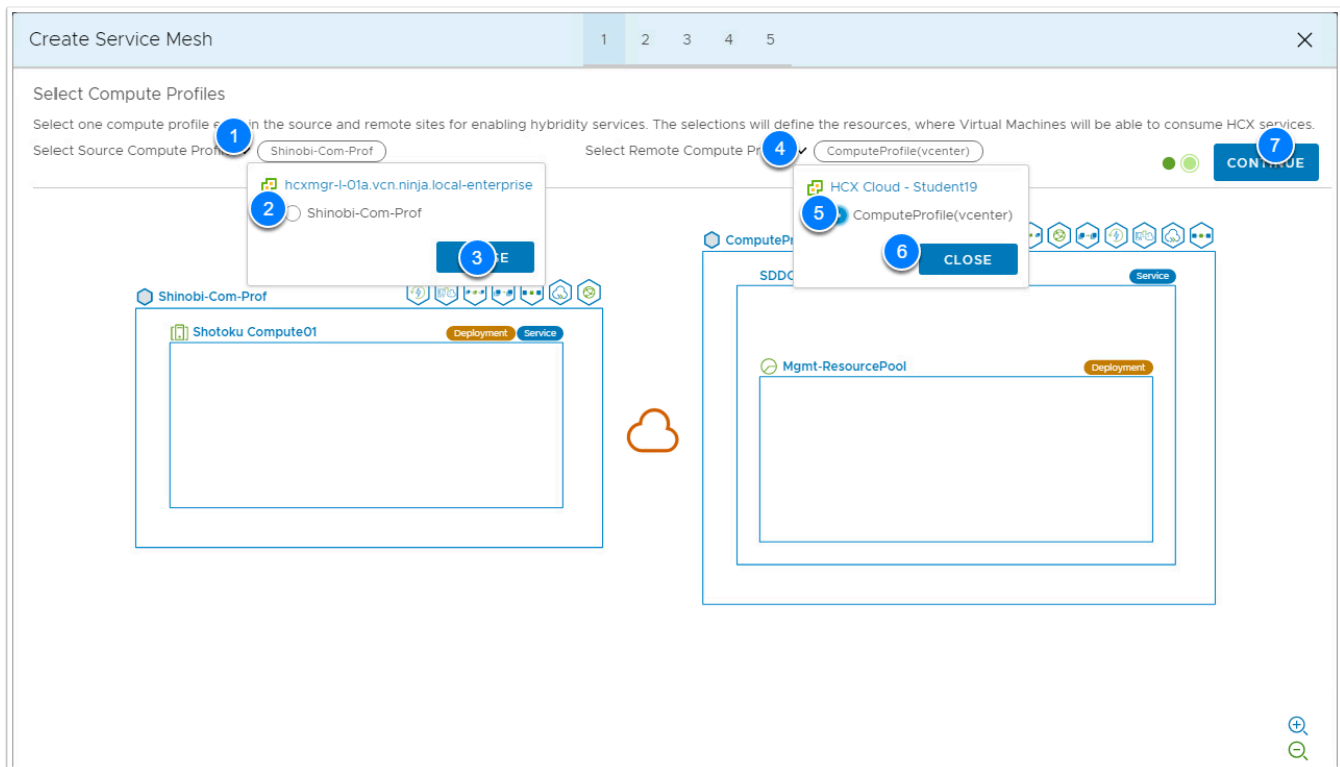 Create Service Mesh
1 2 3 4 5
Select Compute Profiles
Select one compute profile in the source and remote sites for enabling hybridity services. The selections will define the resources, where Virtual Machines will be able to consume HCX services.
1
Select Source Compute
Shinobi-Com-Prof
Select Remote Compute
4
ComputeProfile(vcenter)
7
hcxmgr-l-01a.vcn.ninja.local-enterprise
2
Shinobi-Com-Prof
3
HCX Cloud - Student19
5
ComputeProfile(vcenter)
6
CLOSE
Shinobi-Com-Prof
Shotoku Compute01
Deployment
Service
Service
Mgmt-ResourcePool
Deployment